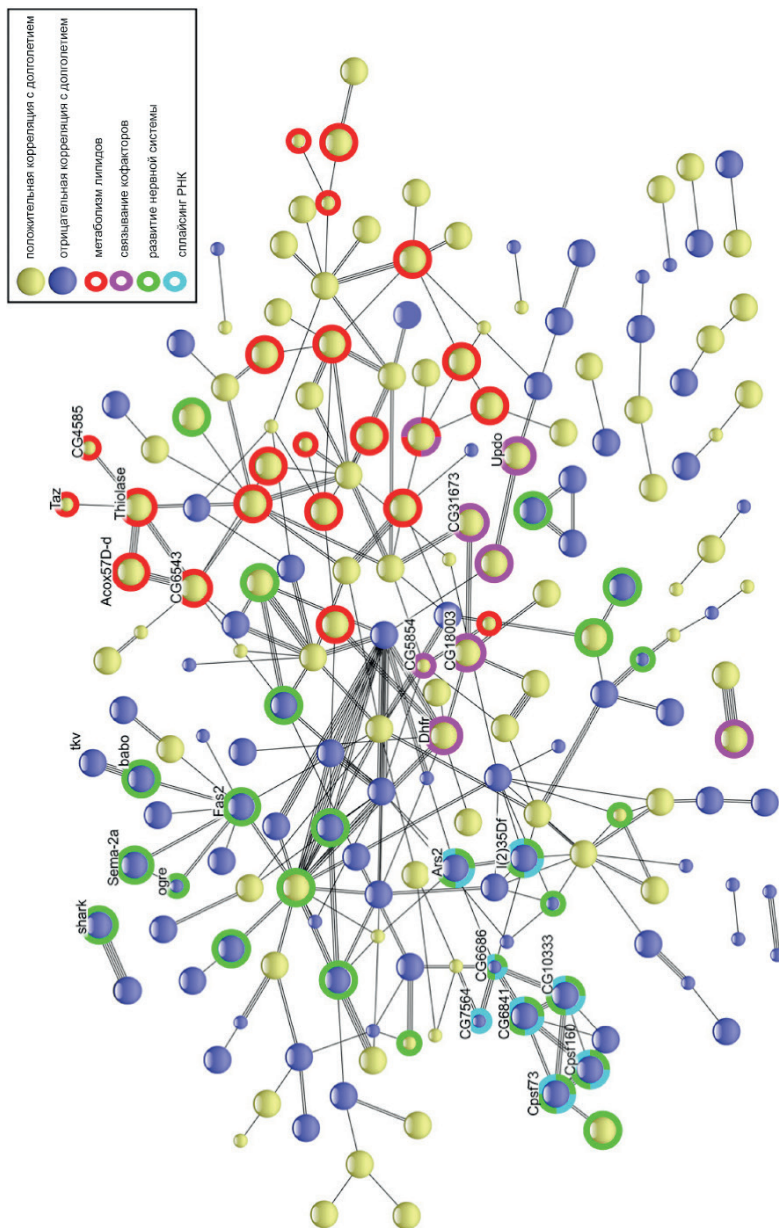 положительная корреляция с долголетием
отрицательная корреляция с долголетием
метаболизм липидов
связывание кофакторов
развитие нервной системы
сплайсинг РНК
CG4585
Taz
Thiolase
Acox57D-d
CG6543
tkv
babo
Fas2
Sema-2a
ogre
shark
Updo
CG31673
CG18003
CG5854
Dhfr
l(2)35Df
Ars2
CG6686
CG7564
CG10333
CG6841
Cpsf160
Cpsf73